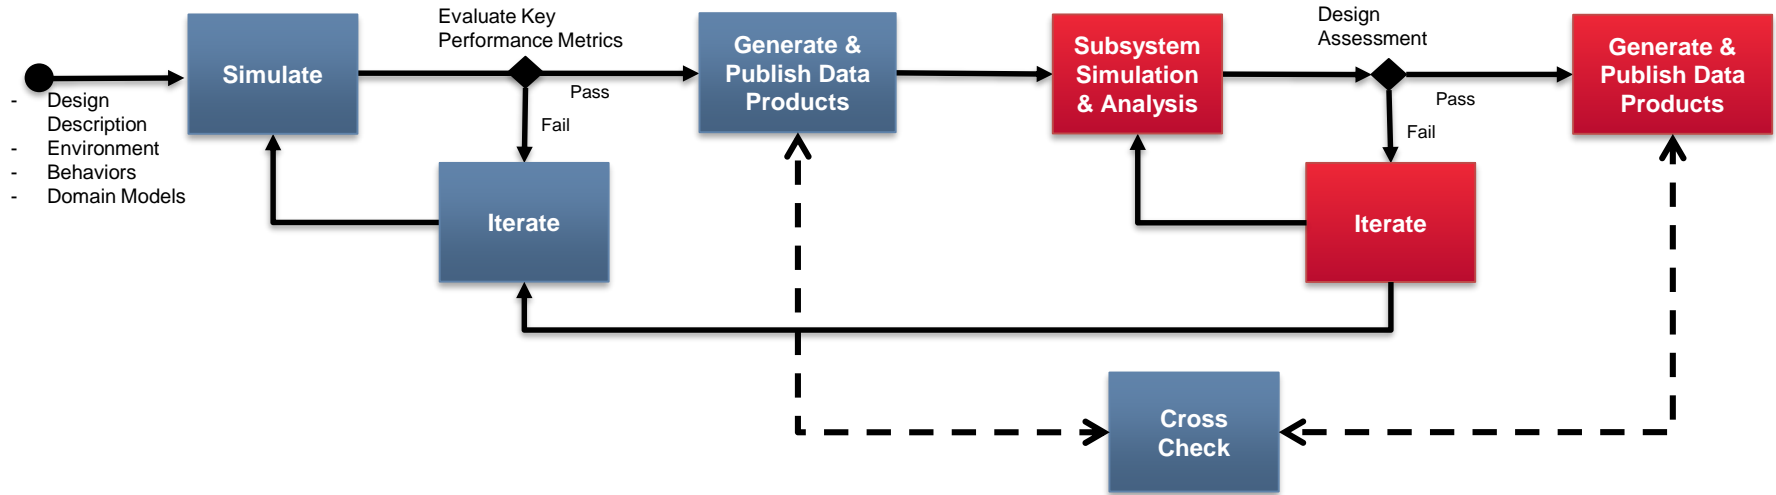 - Design
Description
- Environment
- Behaviors
- Domain Models
Simulate
Evaluate Key
Performance Metrics
Pass
Fail
Iterate
Generate &
Publish Data
Products
Subsystem
Simulation
& Analysis
Design
Assessment
Pass
Fail
Iterate
Generate &
Publish Data
Products
Cross
Check